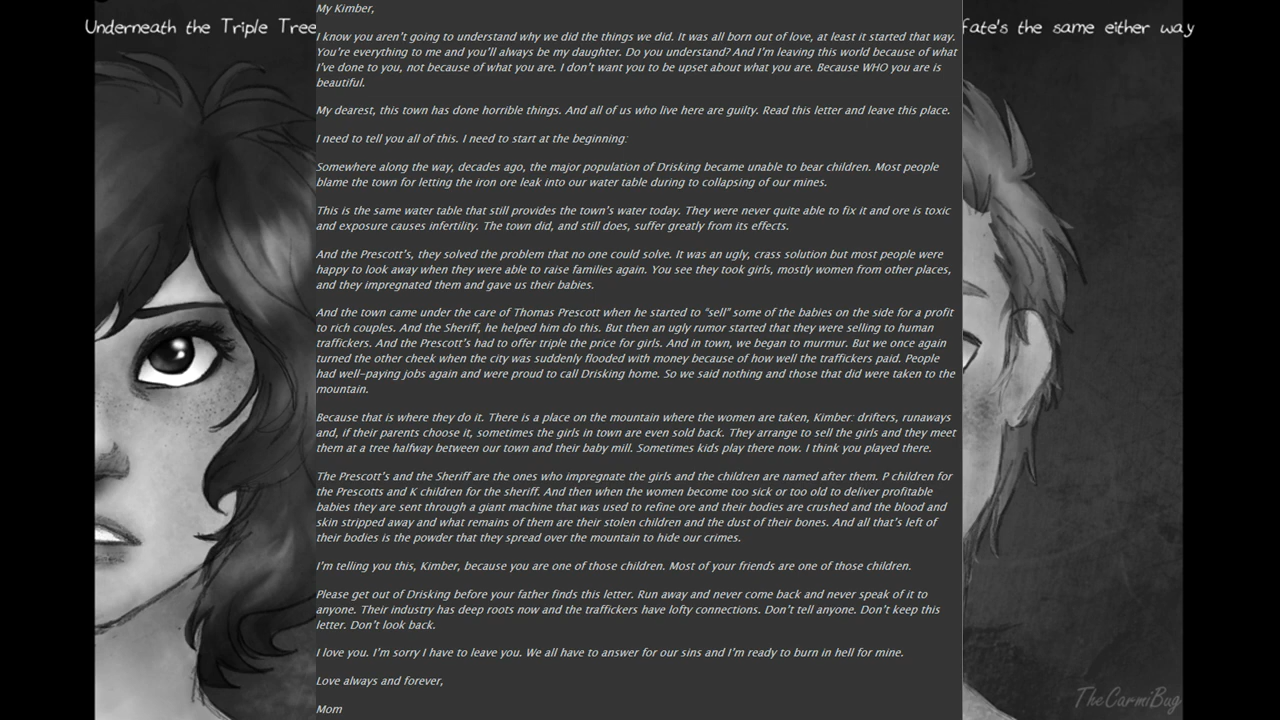 Underneath the Triple Tree
fate's the same either way
My Kimber,
I know you aren't going to understand why we did the things we did. It was all born out of love, at least it started that way.
You're everything to me and you'll always be my daughter. Do you understand? And I'm leaving this world because of what
I've done to you, not because of what you are. I don't want you to be upset about what you are. Because WHO you are is
beautiful.
My dearest, this town has done horrible things. And all of us who live here are guilty. Read this letter and leave this place.
I need to tell you all of this. I need to start at the beginning:
Somewhere along the way, decades ago, the major population of Drisking became unable to bear children. Most people
blame the town for letting the iron ore leak into our water table during to collapsing of our mines.
This is the same water table that still provides the town's water today. They were never quite able to fix it and ore is toxic
and exposure causes infertility. The town did, and still does, suffer greatly from its effects.
And the Prescott's, they solved the problem that no one could solve. It was an ugly, crass solution but most people were
happy to look away when they were able to raise families again. You see they took girls, mostly women from other places,
and they impregnated them and gave us their babies.
And the town came under the care of Thomas Prescott when he started to "sell" some of the babies on the side for a profit
to rich couples. And the Sheriff, he helped him do this. But then an ugly rumor started that they were selling to human
traffickers. And the Prescott's had to offer triple the price for girls. And in town, we began to murmur. But we once again
turned the other cheek when the city was suddenly flooded with money because of how well the traffickers paid. People
had well-paying jobs again and were proud to call Drisking home. So we said nothing and those that did were taken to the
mountain.
Because that is where they do it. There is a place on the mountain where the women are taken, Kimber: drifters, runaways
and, if their parents choose it, sometimes the girls in town are even sold back. They arrange to sell the girls and they meet
them at a tree halfway between our town and their baby mill. Sometimes kids play there now. I think you played there.
The Prescott's and the Sheriff are the ones who impregnate the girls and the children are named after them. P children for
the Prescotts and K children for the sheriff. And then when the women become too sick or too old to deliver profitable
babies they are sent through a giant machine that was used to refine ore and their bodies are crushed and the blood and
skin stripped away and what remains of them are their stolen children and the dust of their bones. And all that's left of
their bodies is the powder that they spread over the mountain to hide our crimes.
I'm telling you this, Kimber, because you are one of those children. Most of your friends are one of those children.
Please get out of Drisking before your father finds this letter. Run away and never come back and never speak of it to
anyone. Their industry has deep roots now and the traffickers have lofty connections. Don't tell anyone. Don't keep this
letter. Don't look back.
I love you. I'm sorry I have to leave you. We all have to answer for our sins and I'm ready to burn in hell for mine.
Love always and forever,
Mom
TheCarmiBug